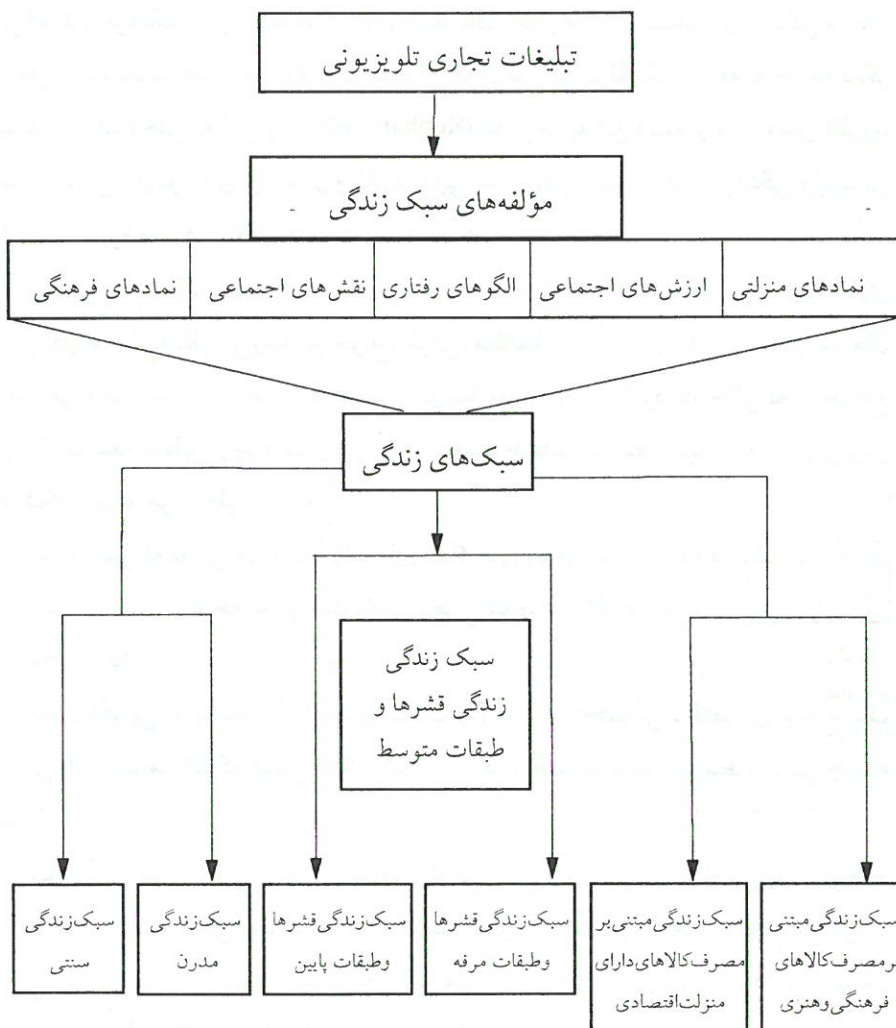 تبلیغات تجاری تلویزیونی
مؤلفه‌های سبک زندگی
نمادهای منزلتی
ارزش‌های اجتماعی
الگوهای رفتاری
نقش‌های اجتماعی
نمادهای فرهنگی
سبک‌های زندگی
سبک زندگی
زندگی قشرها و
طبقات متوسط
سبک‌زندگی‌مبتنی
بر‌مصرف‌کالاهای
فرهنگی‌وهنری
سبک‌زندگی‌مبتنی‌بر
مصرف‌کالاهای‌دارای
منزلت‌اقتصادی
سبک‌زندگی‌قشرها
وطبقات مرفه
سبک‌زندگی‌قشرها
وطبقات پایین
سبک‌زندگی
مدرن
سبک‌زندگی
سنتی